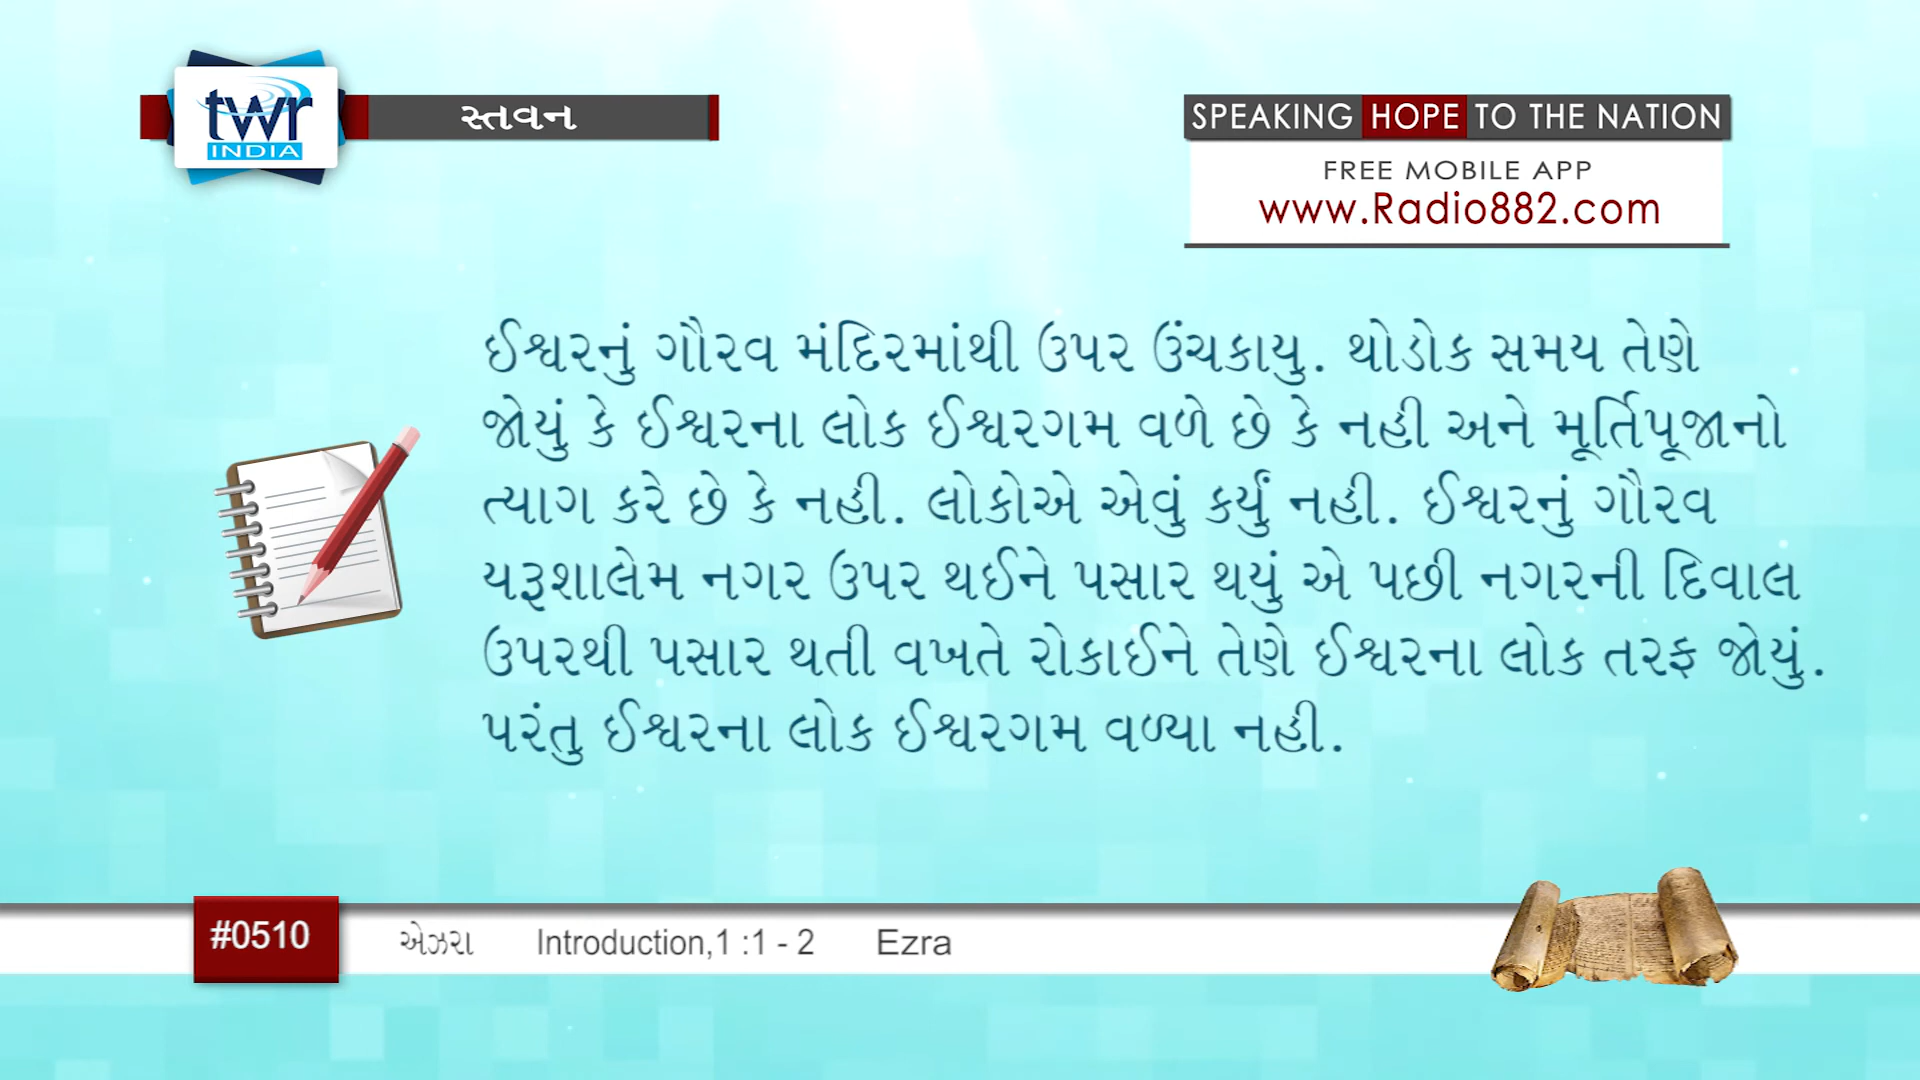 twr
INDIA
સ્તવન
SPEAKING HOPE TO THE NATION
FREE MOBILE APP
www.Radio882.com
ઈશ્વરનું ગૌરવ મંદિરમાંથી ઉપર ઉંચકાયુ. થોડોક સમય તેણે
જોયું કે ઈશ્વરના લોક ઈશ્વરગમ વળે છે કે નહી અને મૂર્તિપૂજાનો
ત્યાગ કરે છે કે નહી. લોકોએ એવું કર્યું નહી. ઈશ્વરનું ગૌરવ
યરૂશાલેમ નગર ઉપર થઈને પસાર થયું એ પછી નગરની દિવાલ
ઉપરથી પસાર થતી વખતે રોકાઈને તેણે ઈશ્વરના લોક તરફ જોયું.
પરંતુ ઈશ્વરના લોક ઈશ્વરગમ વળ્યા નહી.
#0510 એઝરા Introduction,1 :1 - 2 Ezra